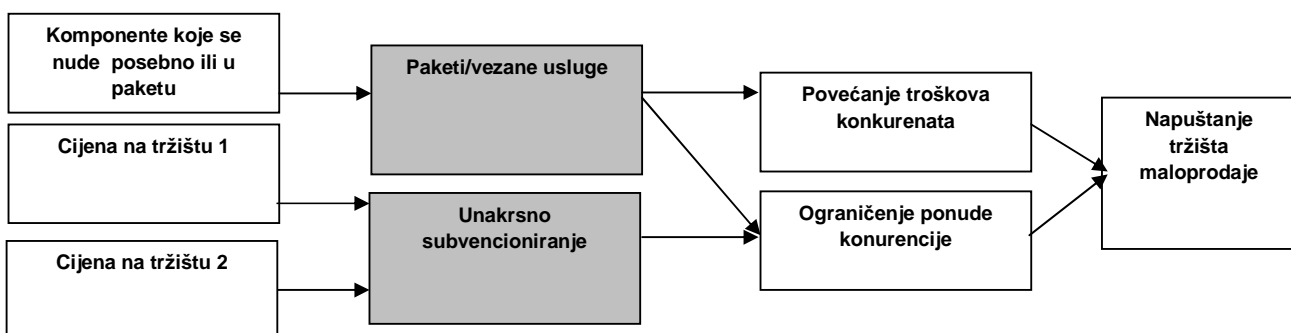 Komponente koje se
nude posebno ili u
paketu
Cijena na tržištu 1
Cijena na tržištu 2
Paketi/vezane usluge
Unakrsno
subvencioniranje
Povećanje troškova
konkurenata
Ograničenje ponude
konurencije
Napuštanje
tržišta
maloprodaje